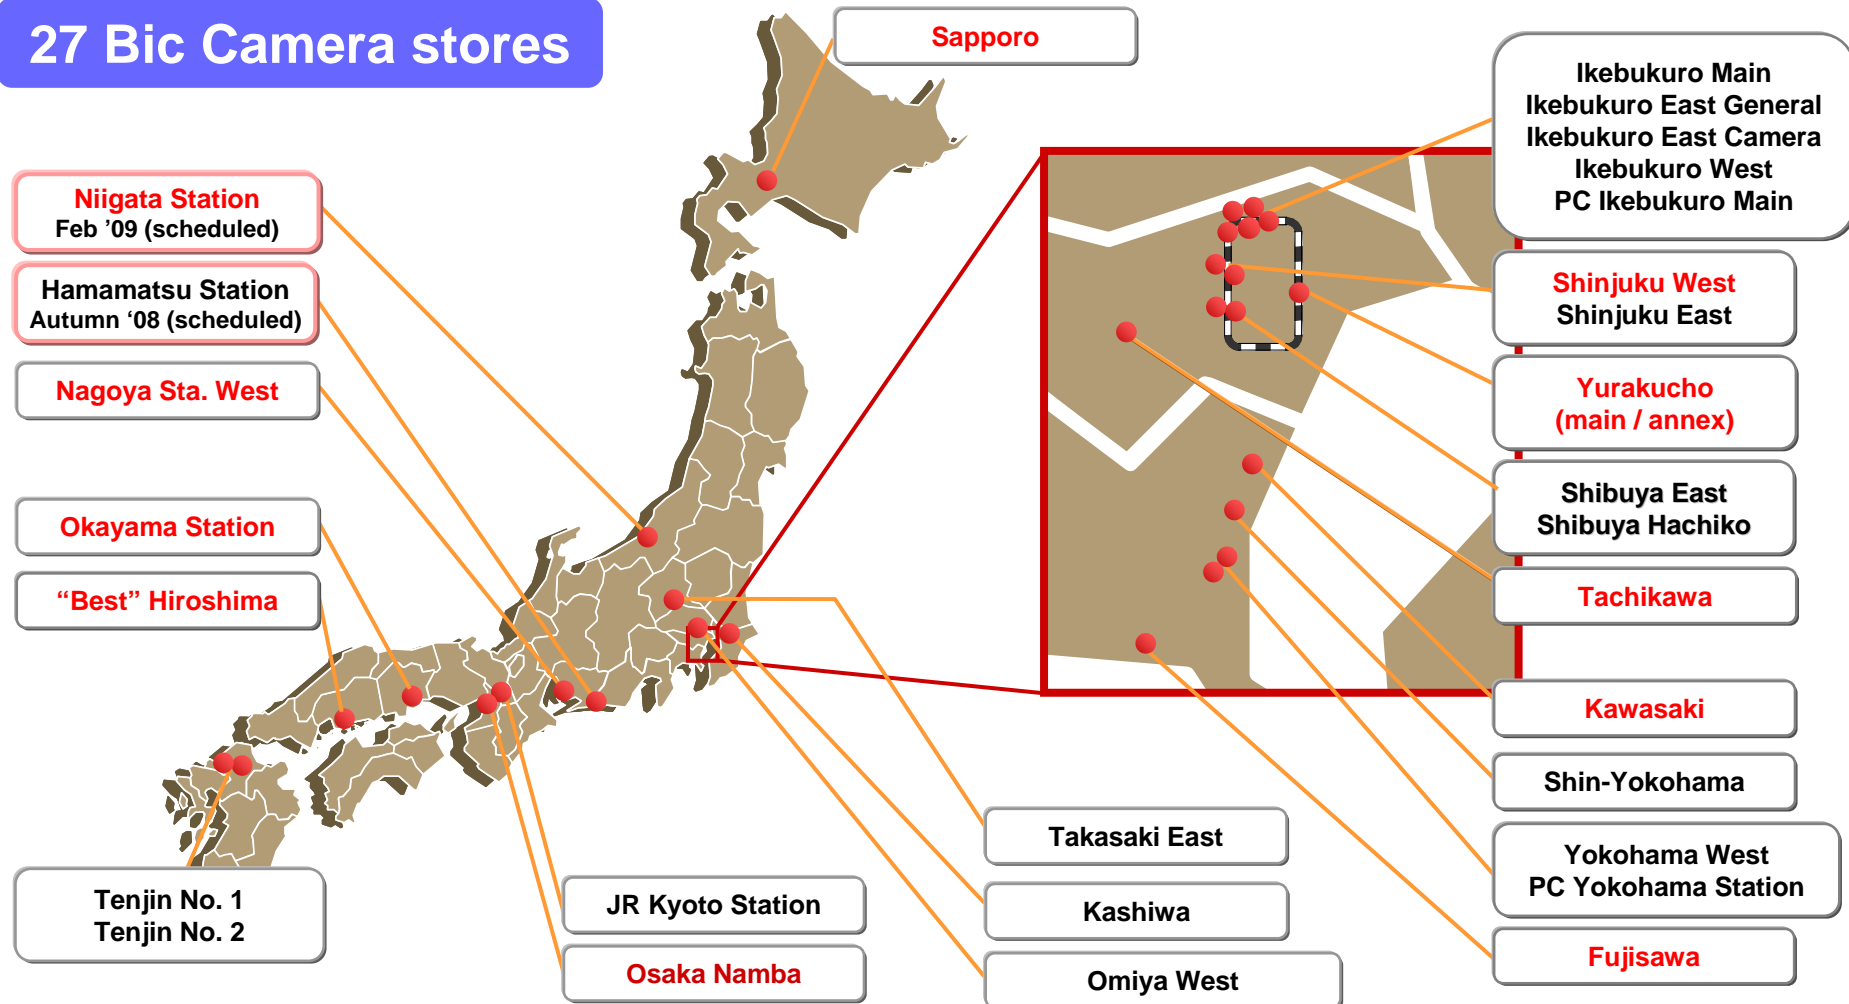 27 Bic Camera stores
Sapporo
Ikebukuro Main
Ikebukuro East General
Ikebukuro East Camera
Ikebukuro West
PC Ikebukuro Main
Niigata Station
Feb ’09 (scheduled)
Hamamatsu Station
Autumn ‘08 (scheduled)
Nagoya Sta. West
Okayama Station
“Best” Hiroshima
Shinjuku West
Shinjuku East
Yurakucho
(main / annex)
Shibuya East
Shibuya Hachiko
Tachikawa
Kawasaki
Shin-Yokohama
Yokohama West
PC Yokohama Station
Fujisawa
Takasaki East
Kashiwa
Omiya West
JR Kyoto Station
Osaka Namba
Tenjin No. 1
Tenjin No. 2